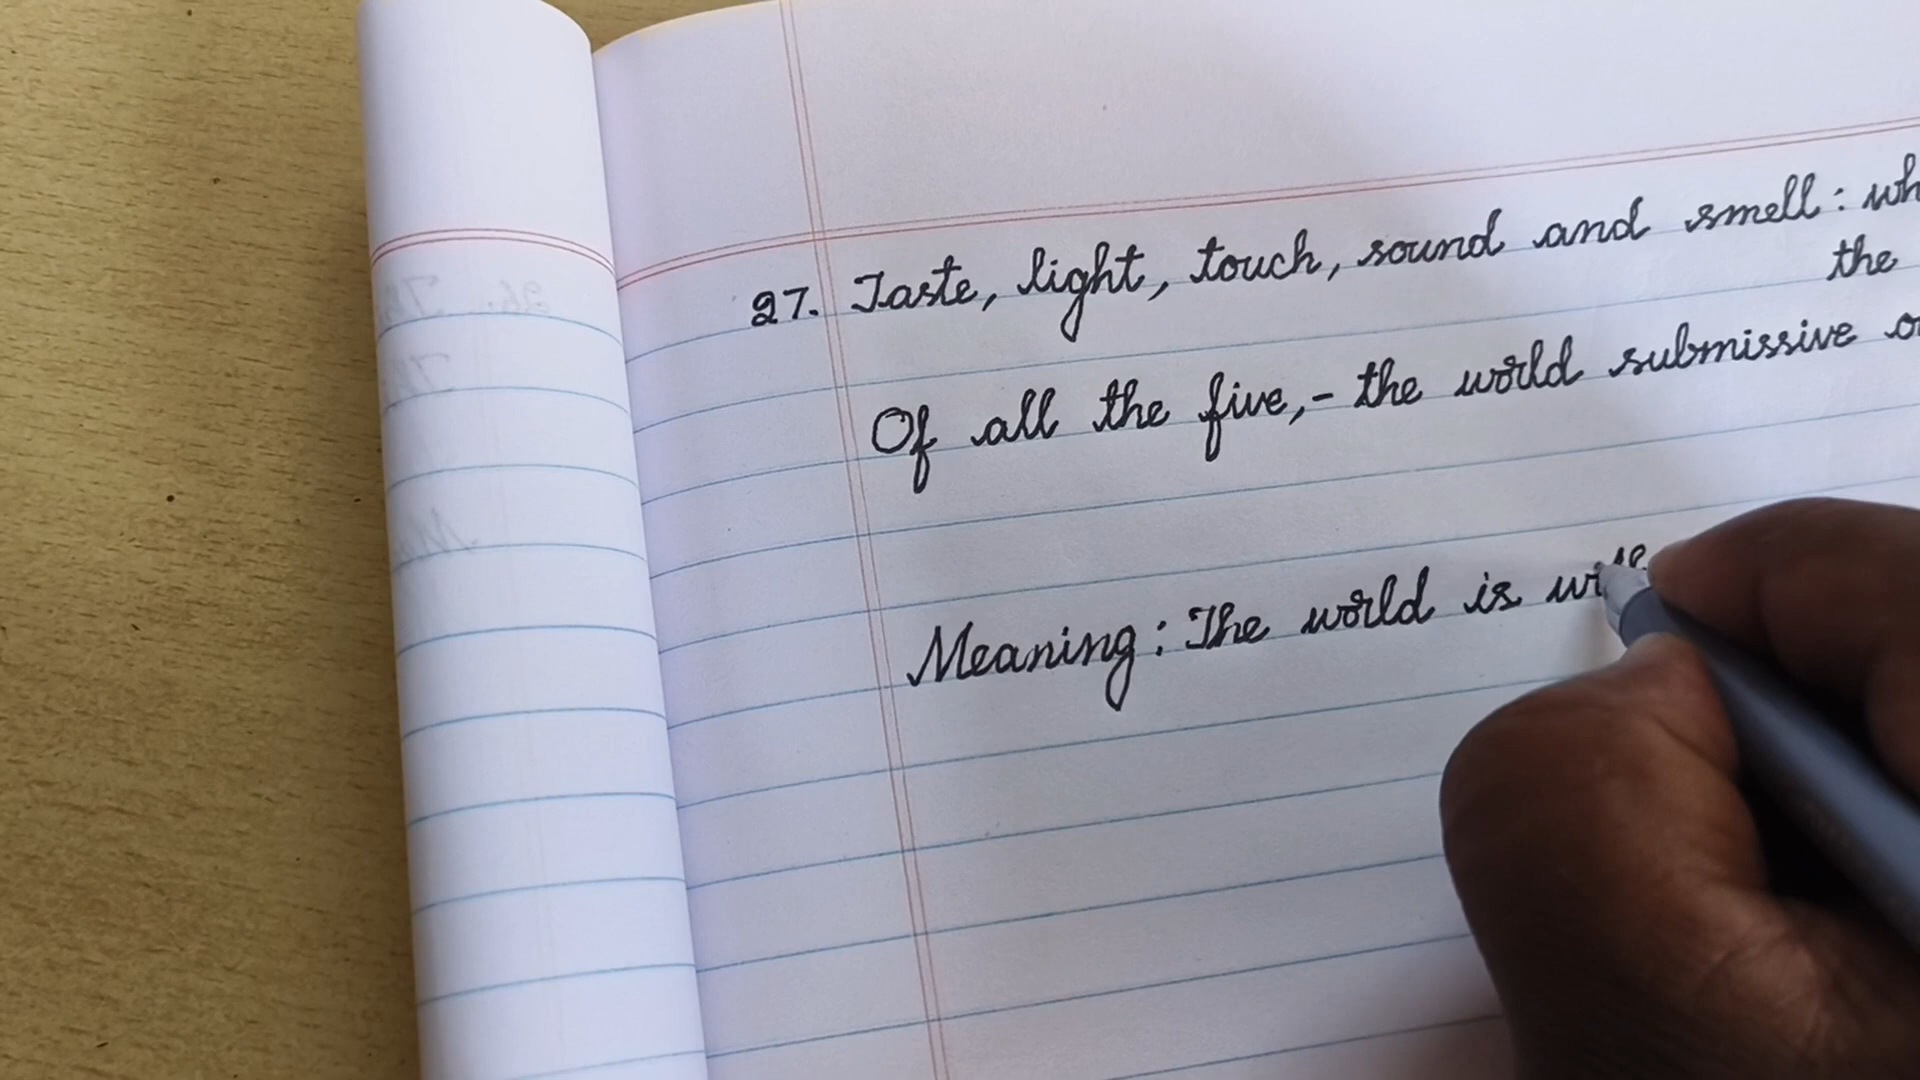 27. Taste, light, touch, sound and smell: wh
the
Of all the five,- the world submissive
Meaning: The world is